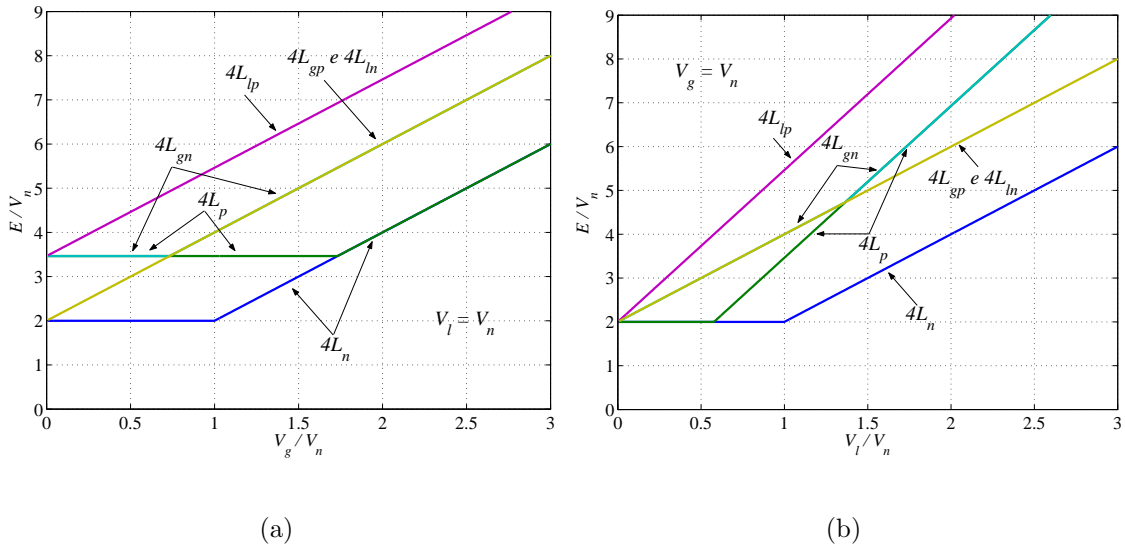 9
8
7
6
5
4
3
2
1
0
E / V_n
0
0.5
1
1.5
2
2.5
3
V_g / V_n
4L_lp
4L_gp e 4L_ln
4L_gn
4L_p
4L_n
V_l = V_n
(a)
9
8
7
6
5
4
3
2
1
0
E / V_n
0
0.5
1
1.5
2
2.5
3
V_l / V_n
V_g = V_n
4L_lp
4L_gn
4L_gp e 4L_ln
4L_p
4L_n
(b)